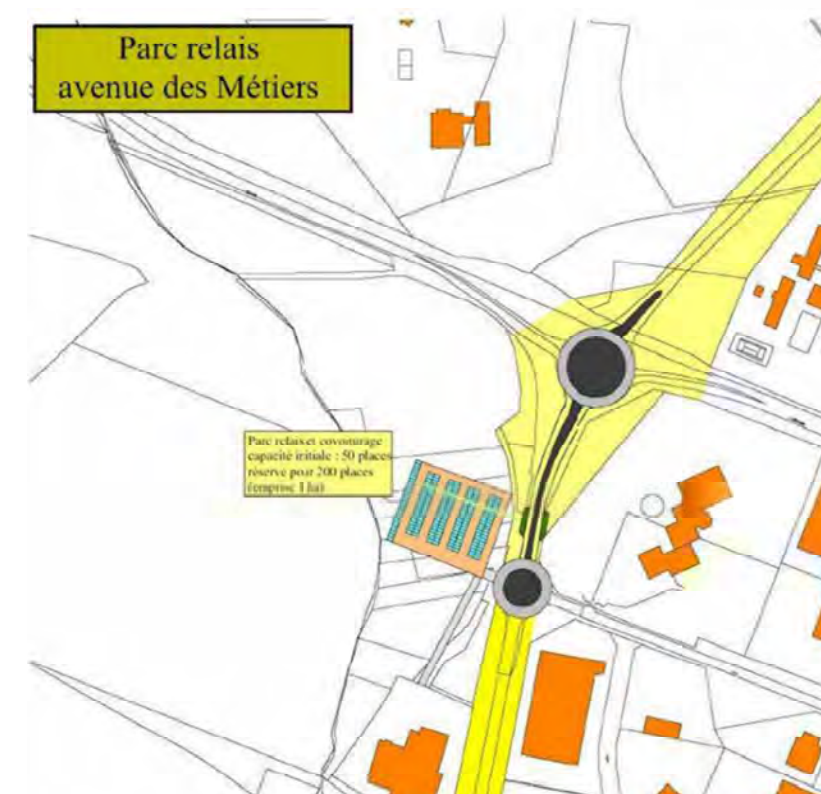 Parc relais
avenue des Métiers
Parc relais et covoiturage
capacité initiale : 50 places
réserve pour 200 places
(emprise 1 ha)